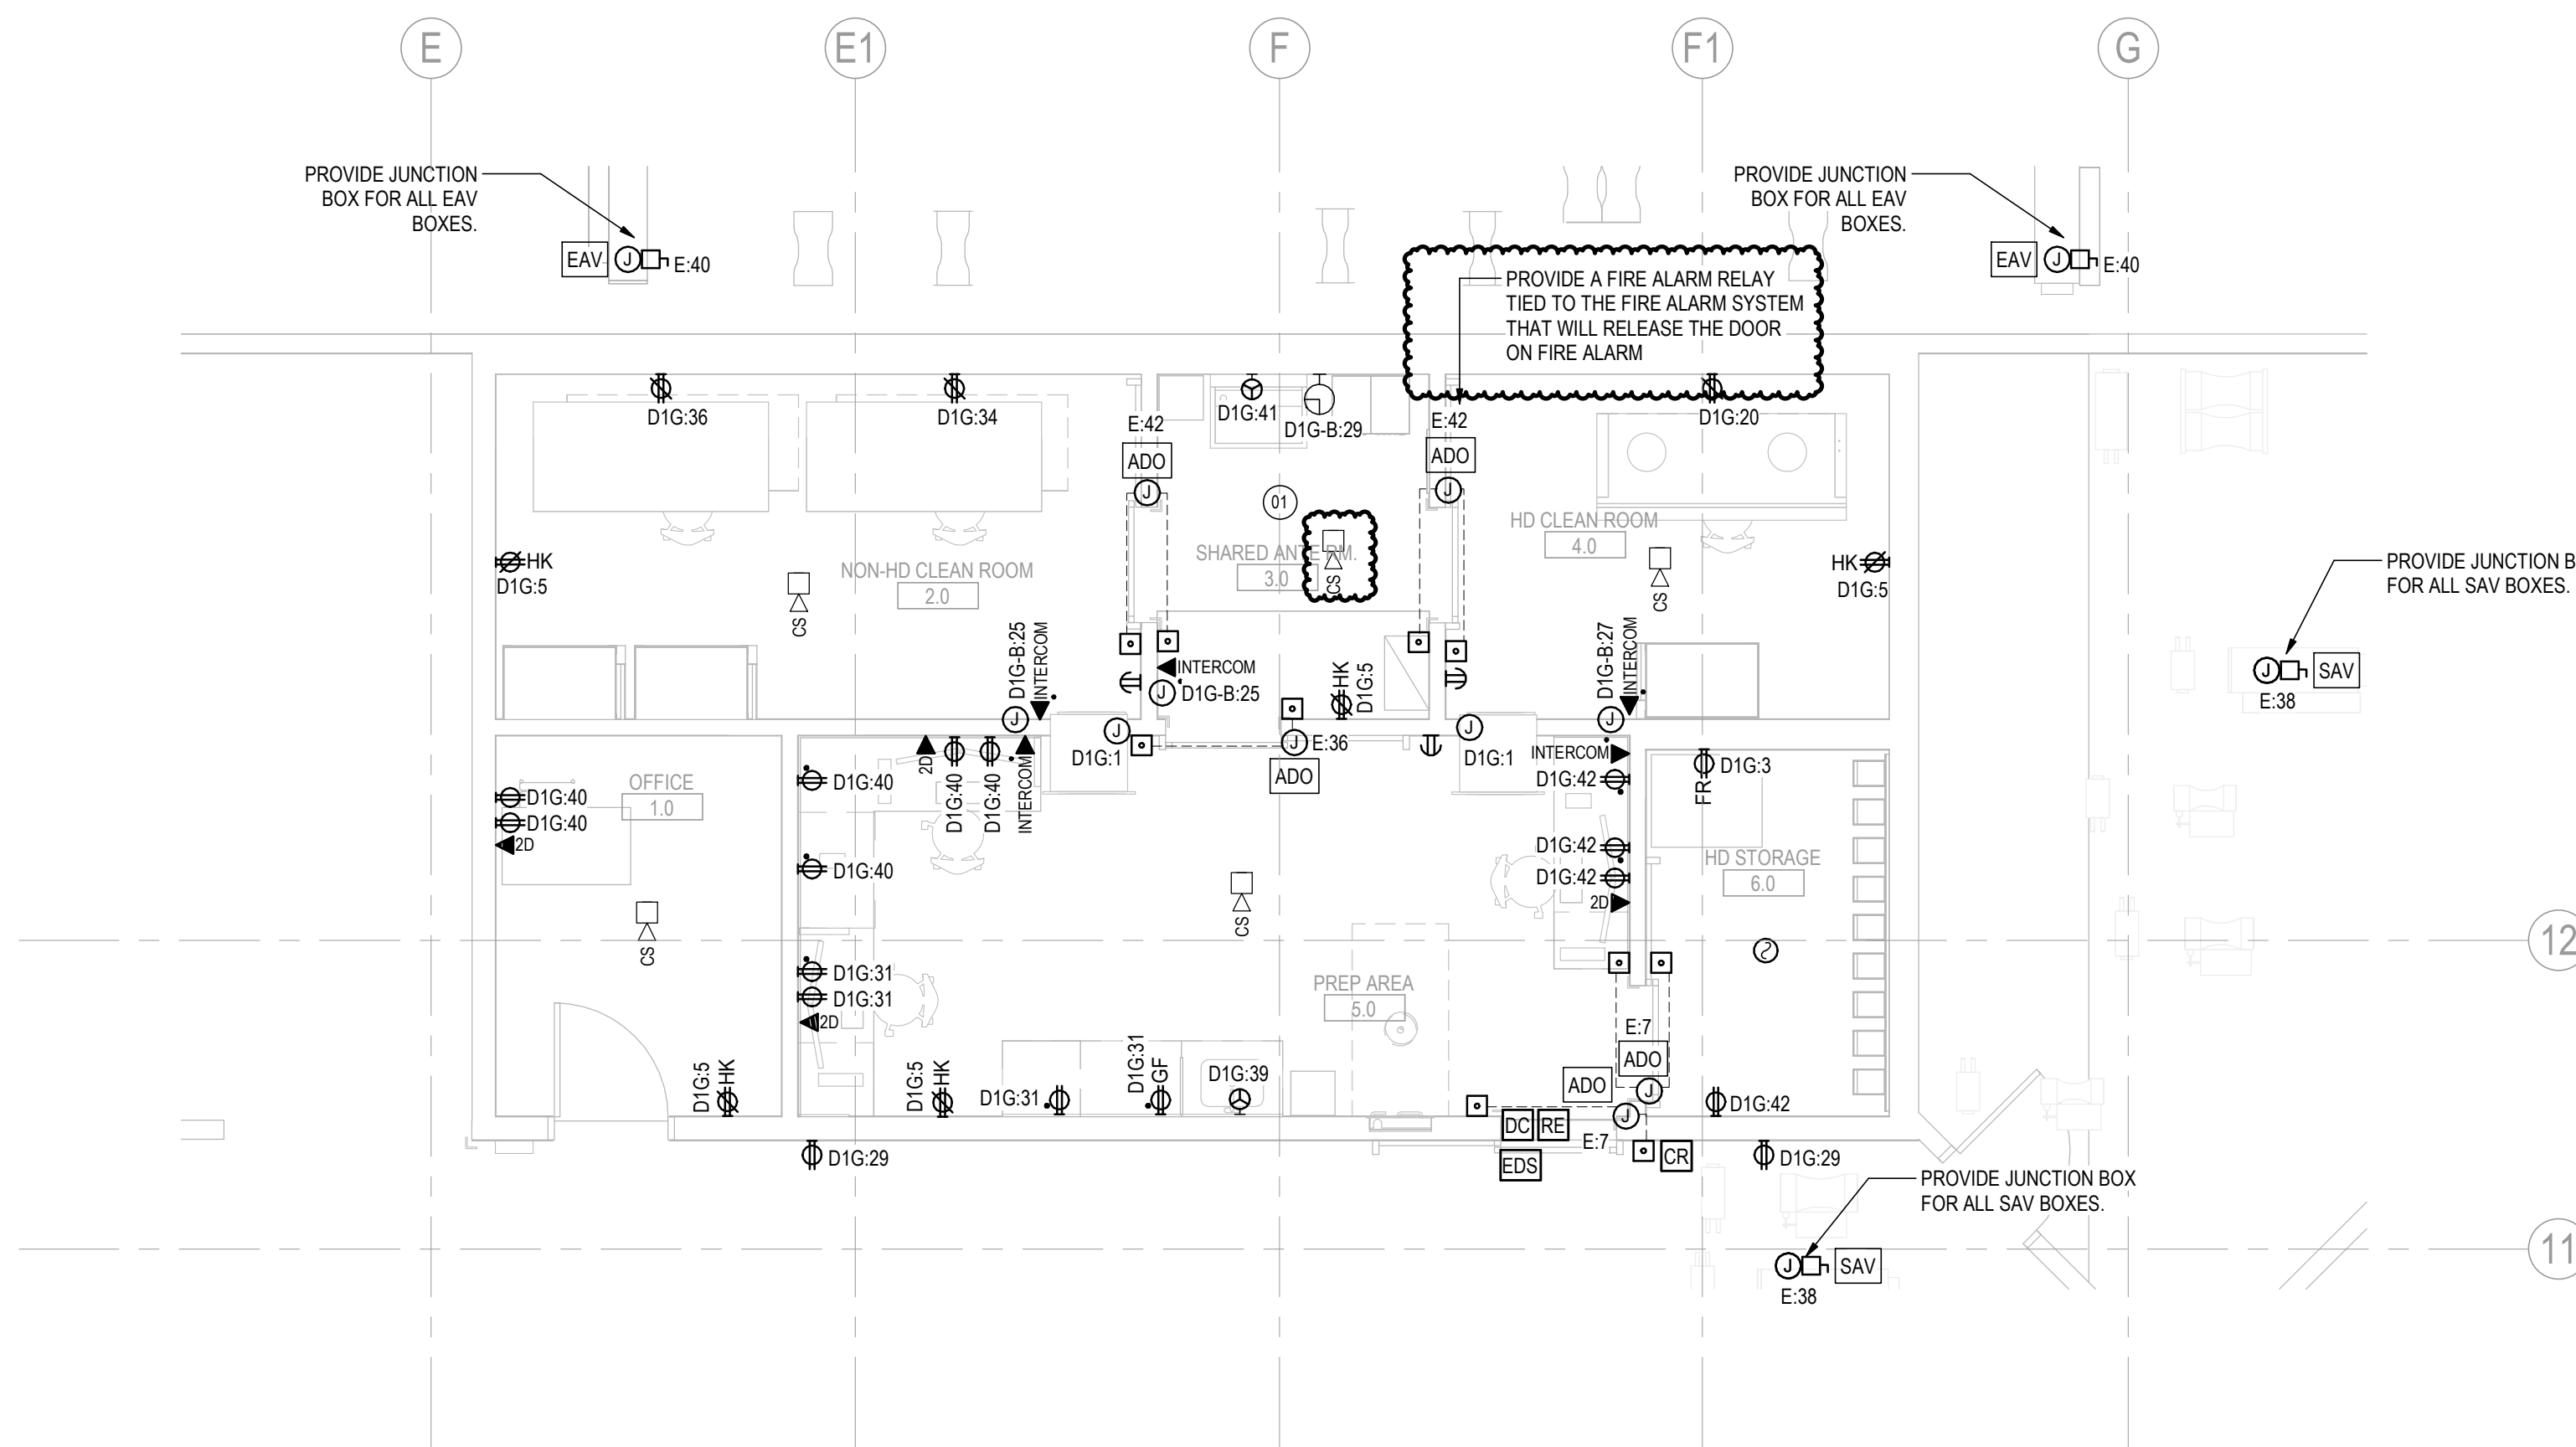 E
E1
F
F1
G
PROVIDE JUNCTION
BOX FOR ALL EAV
BOXES.
EAV
J
E:40
PROVIDE JUNCTION
BOX FOR ALL EAV
BOXES.
EAV
J
E:40
PROVIDE A FIRE ALARM RELAY
TIED TO THE FIRE ALARM SYSTEM
THAT WILL RELEASE THE DOOR
ON FIRE ALARM
D1G:36
D1G:34
E:42
ADO
J
D1G:41
D1G-B:29
E:42
ADO
J
D1G:20
01
HK
D1G:5
NON-HD CLEAN ROOM
2.0
CS
SHARED ANTE RM.
3.0
CS
HD CLEAN ROOM
4.0
CS
HK
D1G:5
PROVIDE JUNCTION B
FOR ALL SAV BOXES.
J
SAV
E:38
D1G-B:25
INTERCOM
J
INTERCOM
J
D1G-B:25
HK
D1G:5
D1G-B:27
INTERCOM
J
J
D1G:1
J
E:36
ADO
J
D1G:1
INTERCOM
OFFICE
1.0
D1G:40
D1G:40
2D
CS
D1G:40
2D
D1G:40
D1G:40
INTERCOM
D1G:40
D1G:42
D1G:42
D1G:42
2D
D1G:3
FR
HD STORAGE
6.0
CS
12
D1G:31
D1G:31
2D
PREP AREA
5.0
E:7
ADO
J
ADO
J
D1G:5
HK
D1G:5
HK
D1G:31
D1G:31
GF
D1G:39
D1G:42
DC
RE
E:7
EDS
CR
D1G:29
D1G:29
PROVIDE JUNCTION BOX
FOR ALL SAV BOXES.
J
SAV
E:38
11